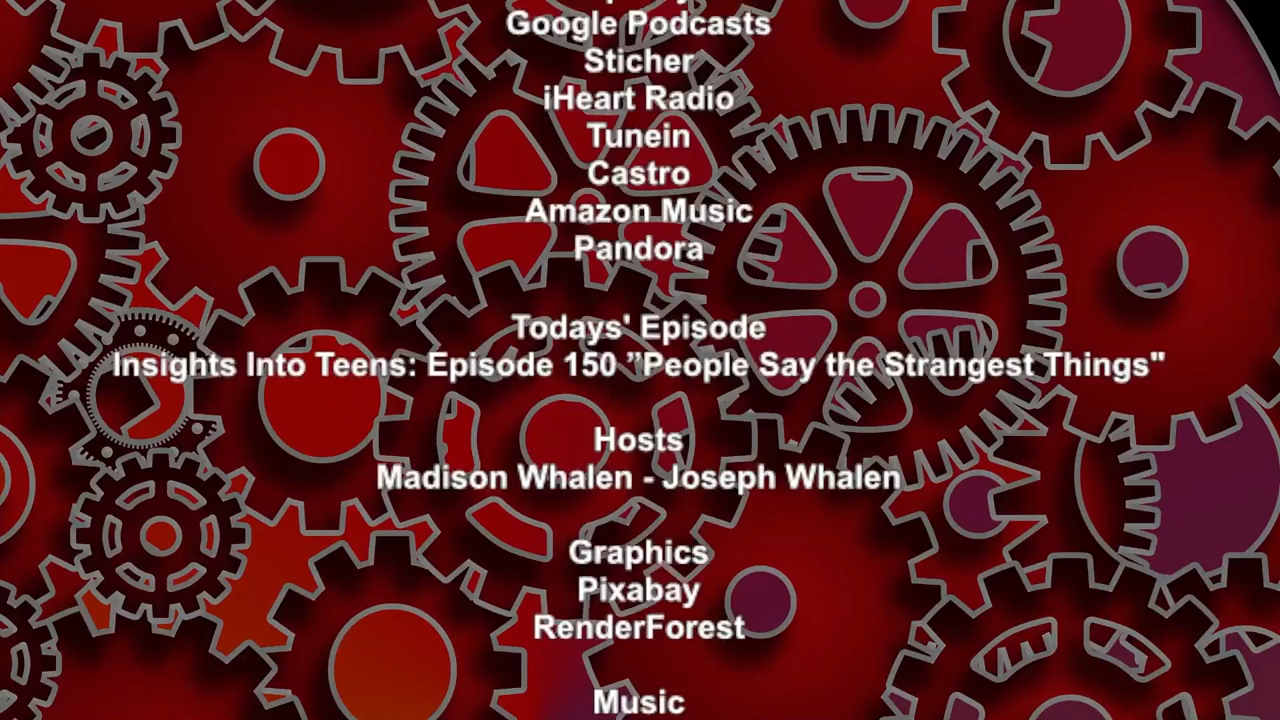 Google Podcasts
Sticher
iHeart Radio
Tunein
Castro
Amazon Music
Pandora
Todays' Episode
Insights Into Teens: Episode 150 ”People Say the Strangest Things"
Hosts
Madison Whalen - Joseph Whalen
Graphics
Pixabay
RenderForest
Music